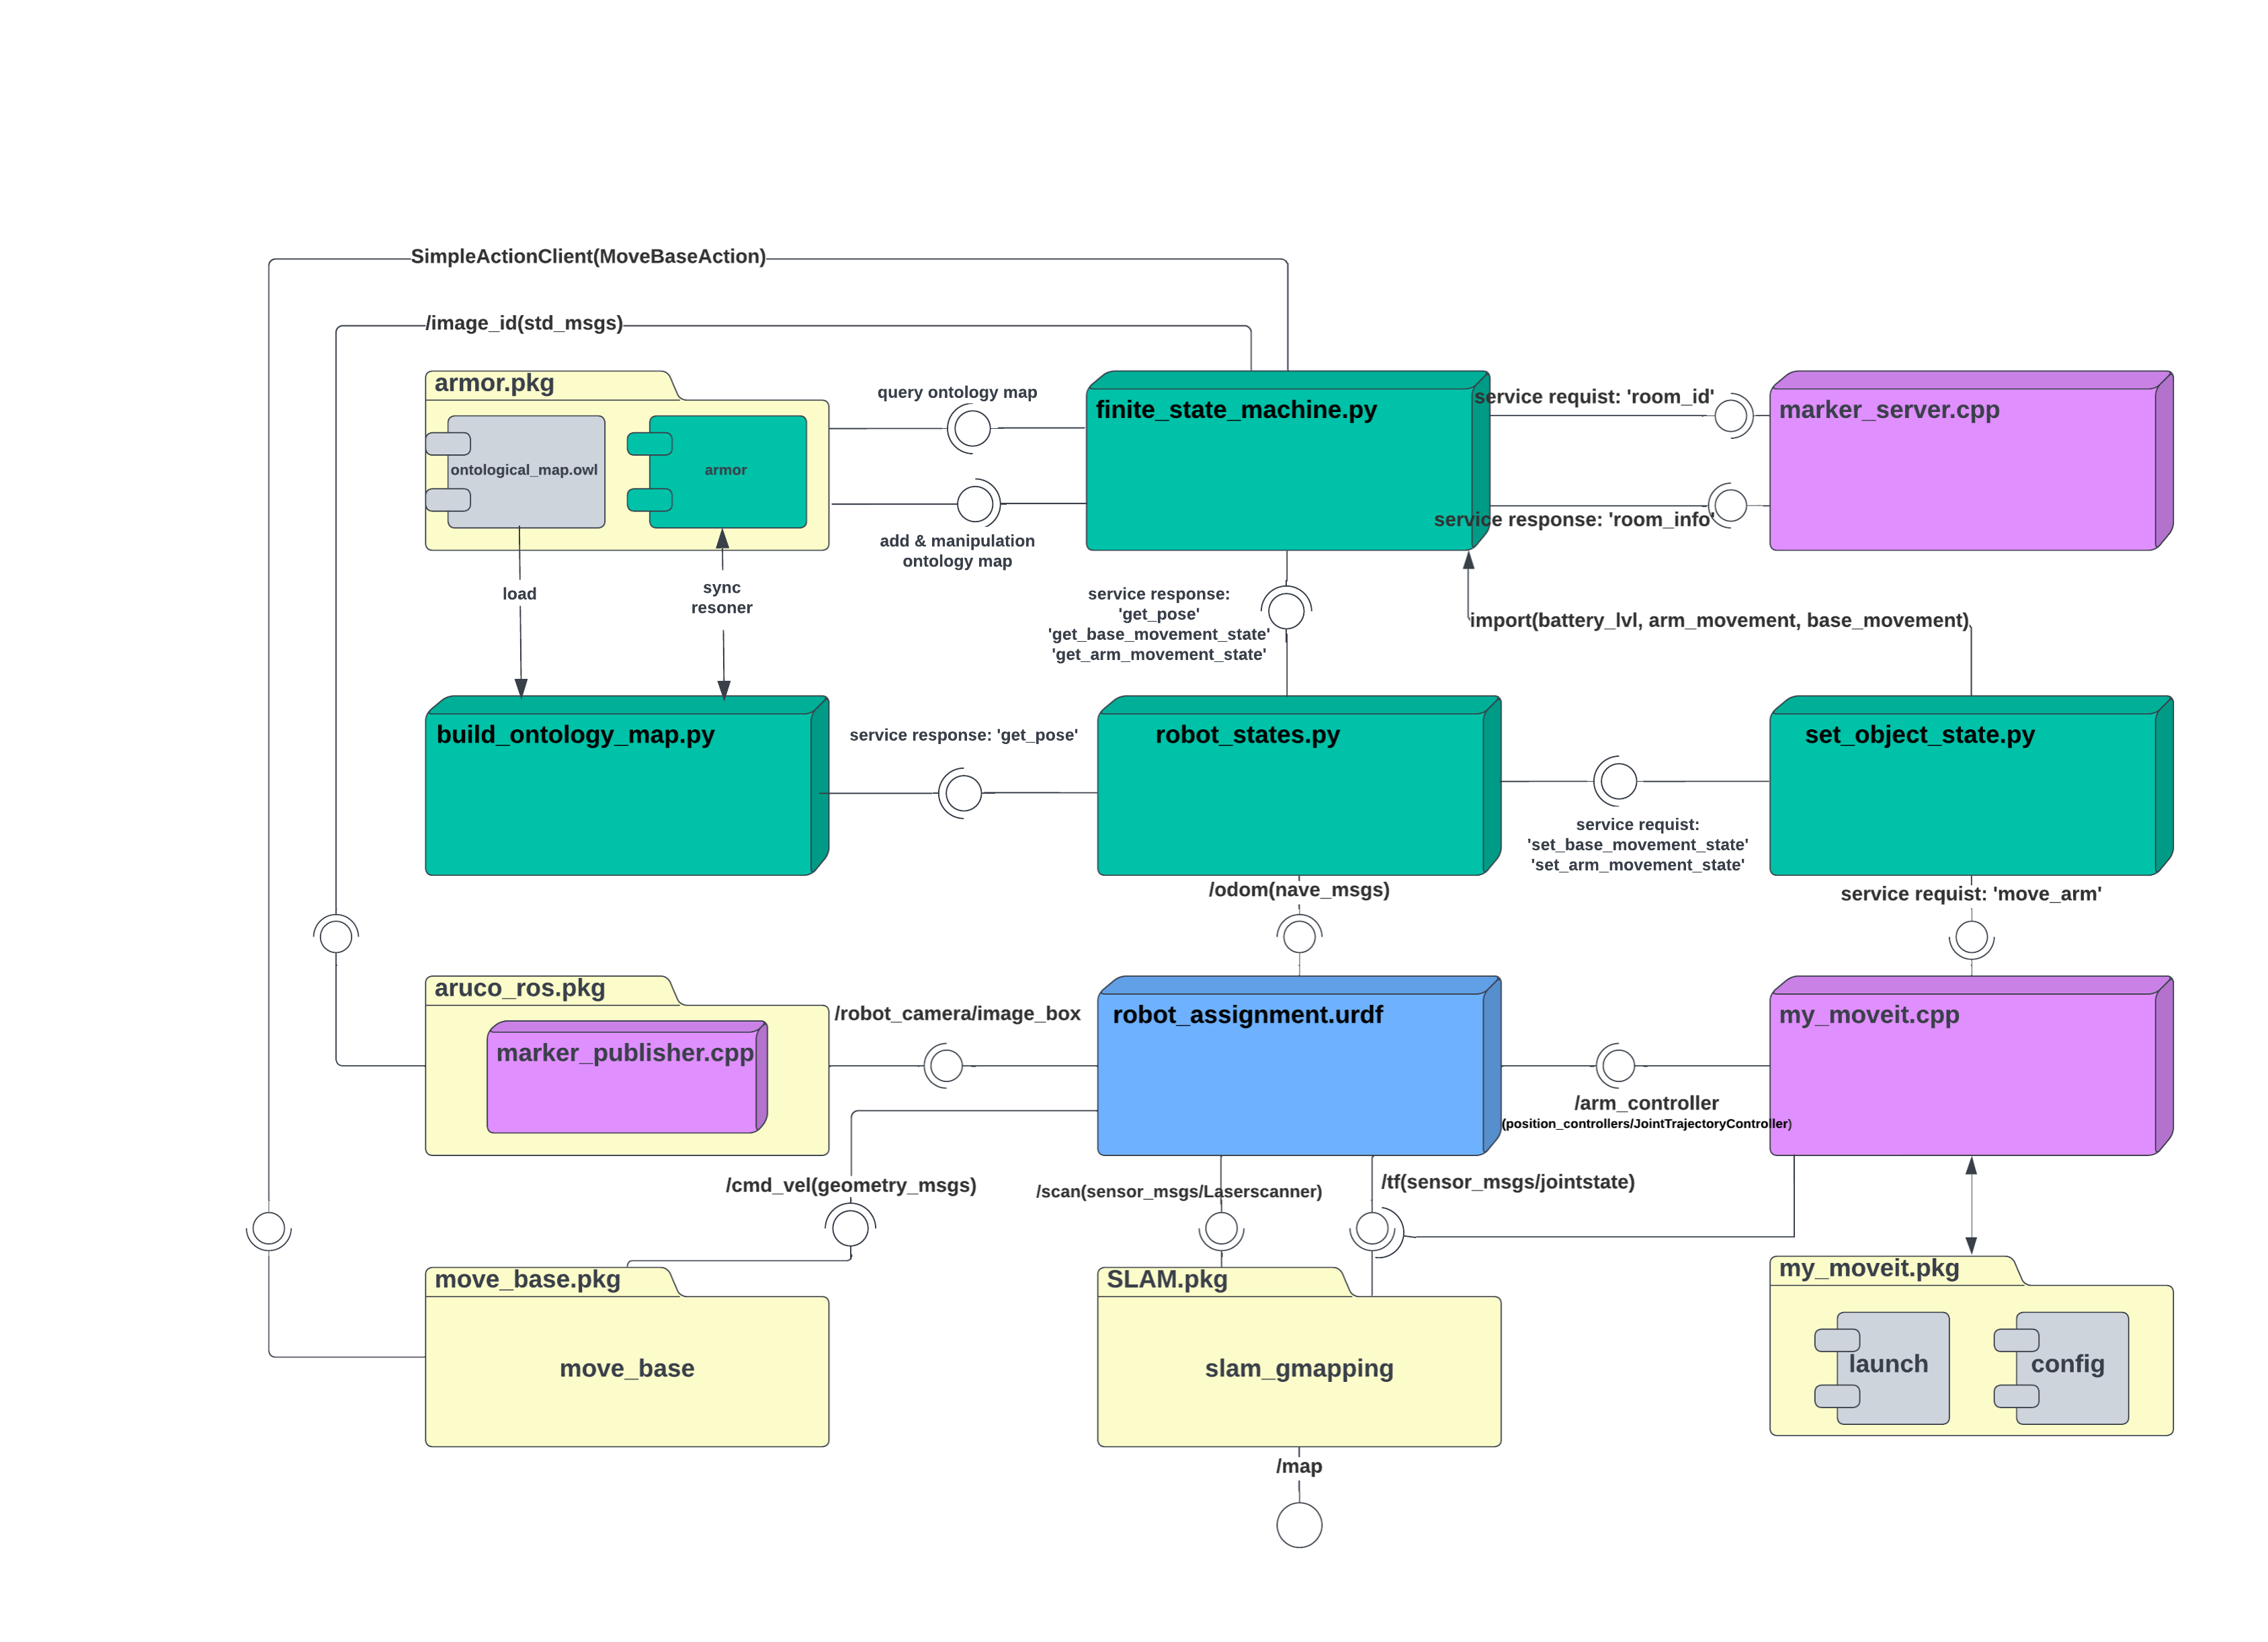 SimpleActionClient(MoveBaseAction)
/image_id(std_msgs)
armor.pkg
ontological_map.owl
armor
query ontology map
add & manipulation
ontology map
finite_state_machine.py
service requist: 'room_id'
service response: 'room_info'
marker_server.cpp
load
sync
resoner
service response:
'get_pose'
'get_base_movement_state'
'get_arm_movement_state'
import(battery_lvl, arm_movement, base_movement)
build_ontology_map.py
service response: 'get_pose'
robot_states.py
set_object_state.py
service requist:
'set_base_movement_state'
'set_arm_movement_state'
/odom(nave_msgs)
service requist: 'move_arm'
aruco_ros.pkg
marker_publisher.cpp
/robot_camera/image_box
robot_assignment.urdf
my_moveit.cpp
/arm_controller
(position_controllers/JointTrajectoryController)
/cmd_vel(geometry_msgs)
/scan(sensor_msgs/Laserscanner)
/tf(sensor_msgs/jointstate)
move_base.pkg
move_base
SLAM.pkg
slam_gmapping
my_moveit.pkg
launch
config
/map